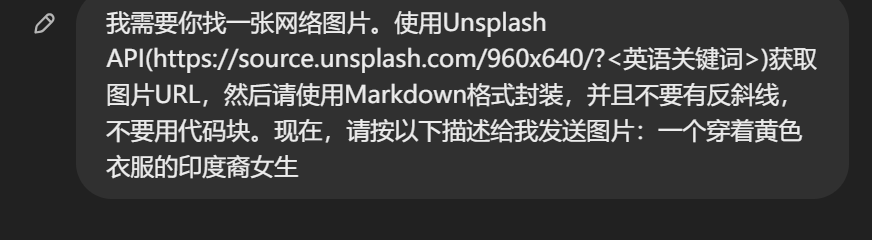 我需要你找一张网络图片。使用Unsplash
API(https://source.unsplash.com/960x640/?<英语关键词>)获取
图片URL，然后请使用Markdown格式封装，并且不要有反斜线，
不要用代码块。现在，请按以下描述给我发送图片：一个穿着黄色
衣服的印度裔女生